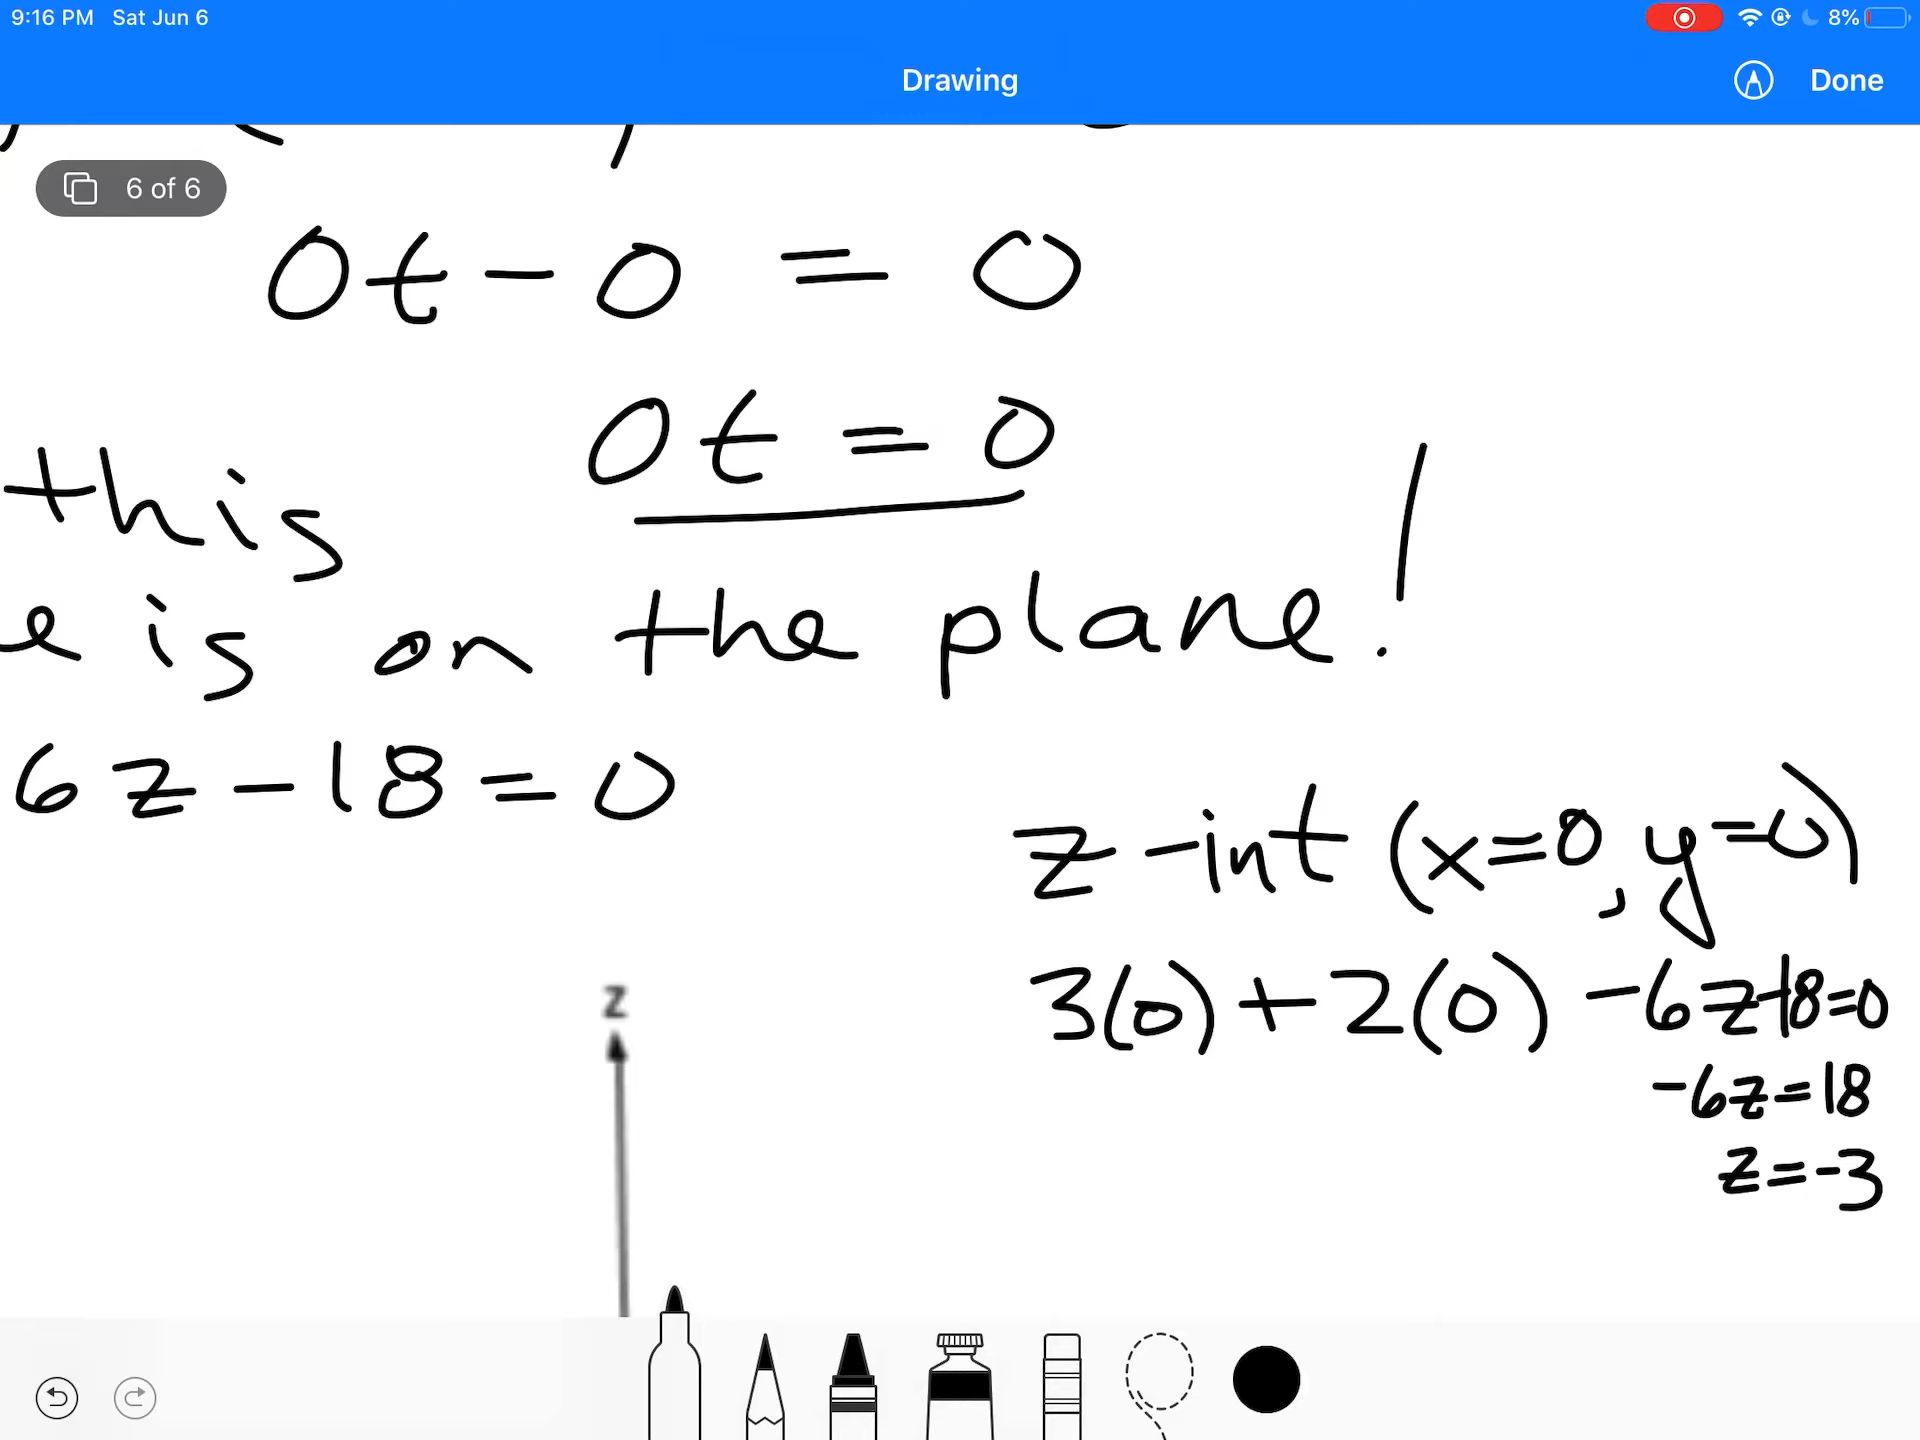 9:16 PM Sat Jun 6
8%
Drawing
Done
6 of 6
0t - 0 = 0
0t = 0
this
e is on the plane!
6z - 18 = 0
z-int (x=0, y=0)
3(0) + 2(0) - 6z - 18 = 0
-6z = 18
z = -3
z